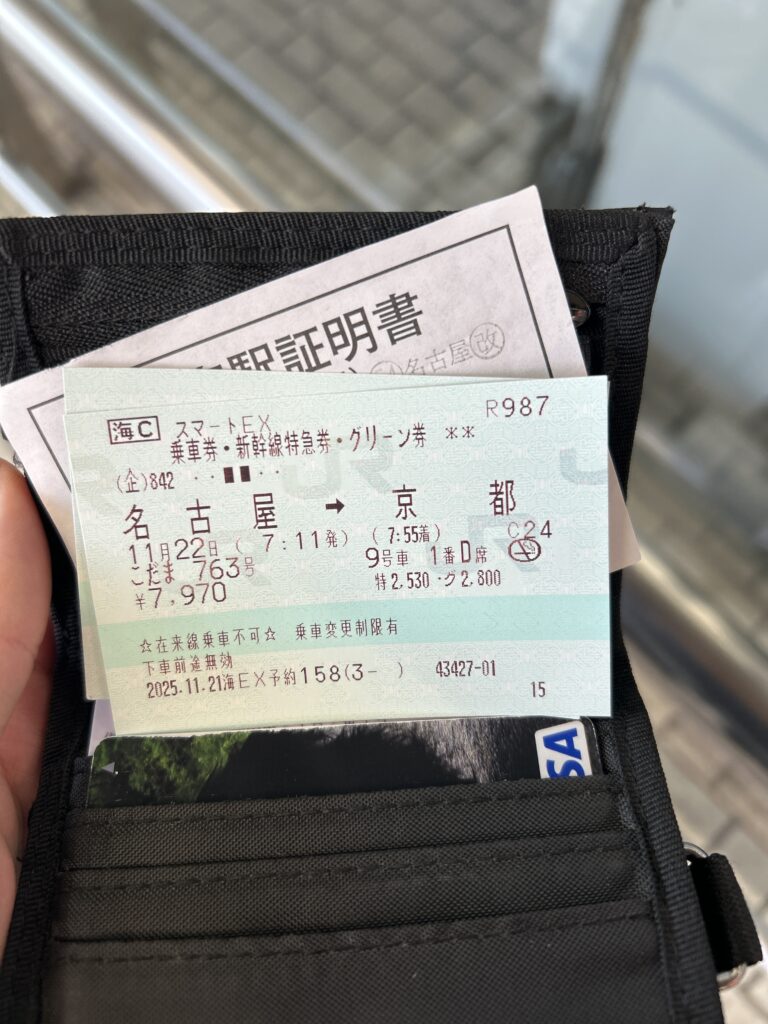 駅証明書
名古屋 改
R987
海C スマートEX
乗車券・新幹線特急券・グリーン券 **
(企)842 ・・■■・・
名古屋 → 京都
11月22日 ( 7:11発) ( 7:55着) C24
こだま 763号 9号車 1番D席
¥7,970 特2,530・グ2,800
☆在来線乗車不可☆ 乗車変更制限有
下車前途無効
2025.11.21海EX予約158(3- ) 43427-01
15
VISA